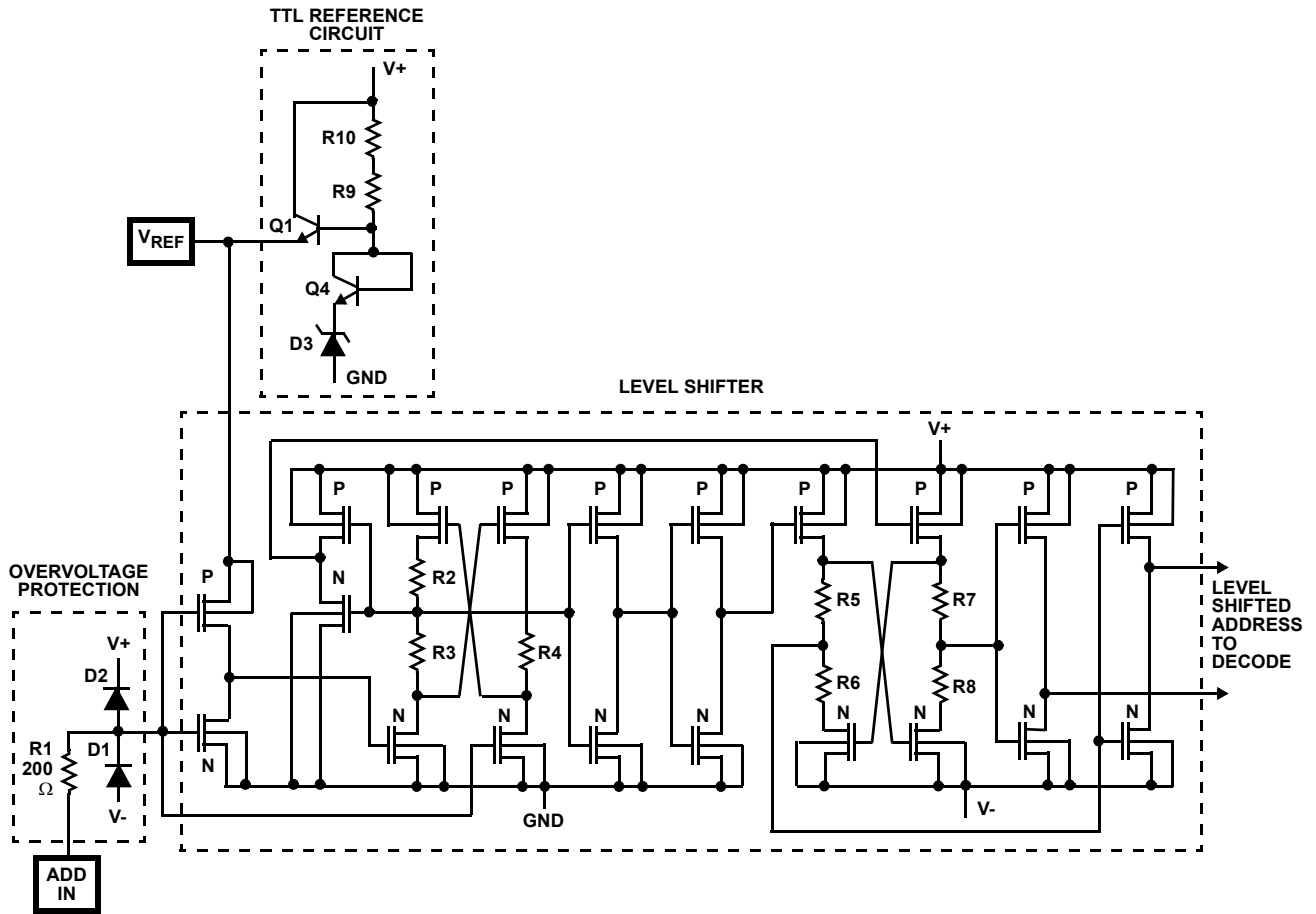 TTL REFERENCE
CIRCUIT
V+
R10
R9
Q1
VREF
Q4
D3
GND
LEVEL SHIFTER
V+
P
P
P
P
P
P
P
P
P
OVERVOLTAGE
PROTECTION
P
N
R2
R5
R7
LEVEL
SHIFTED
ADDRESS
TO
DECODE
V+
D2
R3
R4
R6
R8
R1
200
Ω
D1
V-
N
N
N
N
N
N
N
N
N
GND
V-
ADD
IN